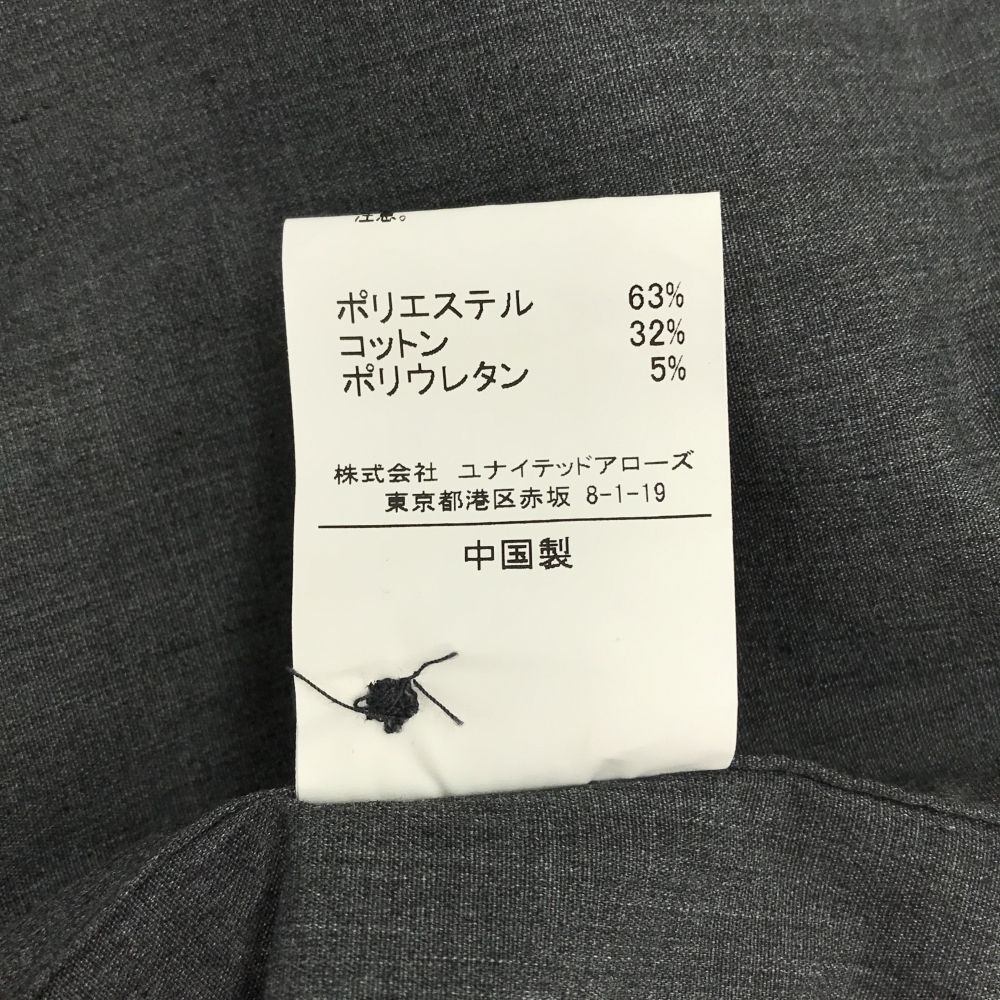 注意。
ポリエステル 63%
コットン 32%
ポリウレタン 5%
株式会社 ユナイテッドアローズ
東京都港区赤坂 8-1-19
中国製